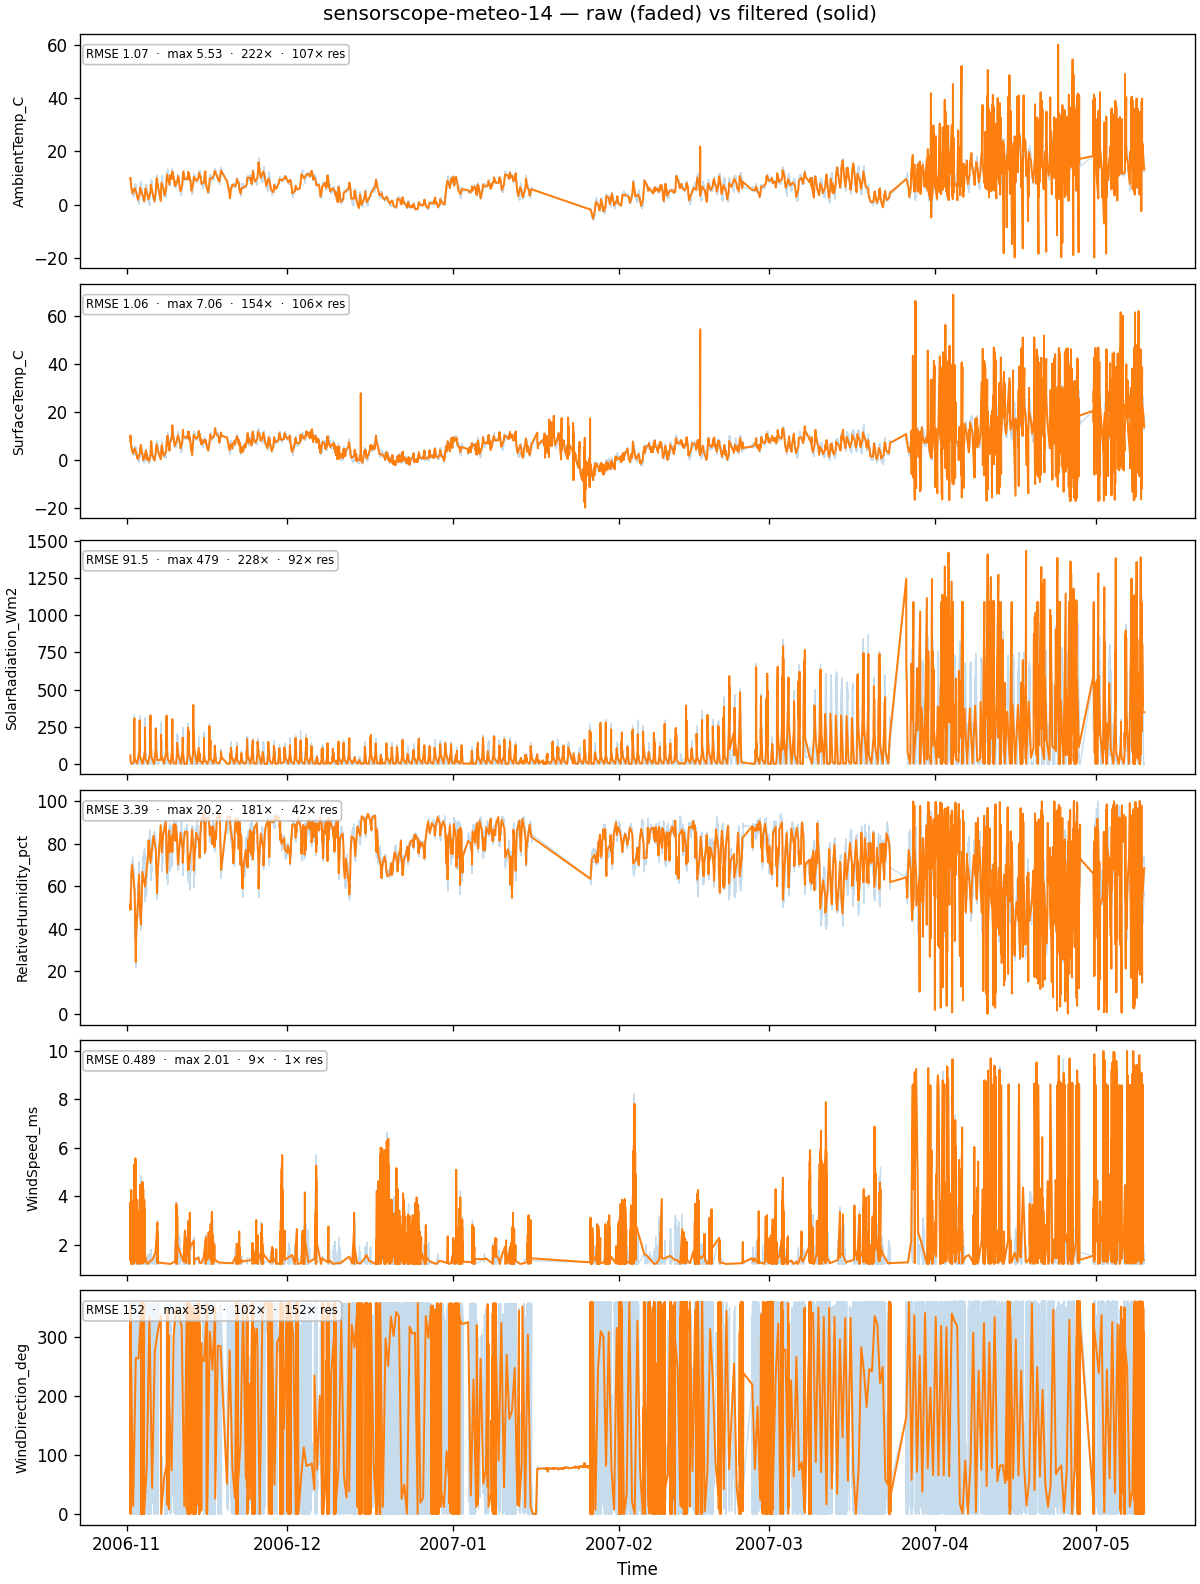 sensorscope-meteo-14 — raw (faded) vs filtered (solid)
AmbientTemp_C
60
40
20
0
−20
RMSE 1.07 · max 5.53 · 222× · 107× res
SurfaceTemp_C
60
40
20
0
−20
RMSE 1.06 · max 7.06 · 154× · 106× res
SolarRadiation_Wm2
1500
1250
1000
750
500
250
0
RMSE 91.5 · max 479 · 228× · 92× res
RelativeHumidity_pct
100
80
60
40
20
0
RMSE 3.39 · max 20.2 · 181× · 42× res
WindSpeed_ms
10
8
6
4
2
RMSE 0.489 · max 2.01 · 9× · 1× res
WindDirection_deg
300
200
100
0
RMSE 152 · max 359 · 102× · 152× res
2006-11 2006-12 2007-01 2007-02 2007-03 2007-04 2007-05
Time